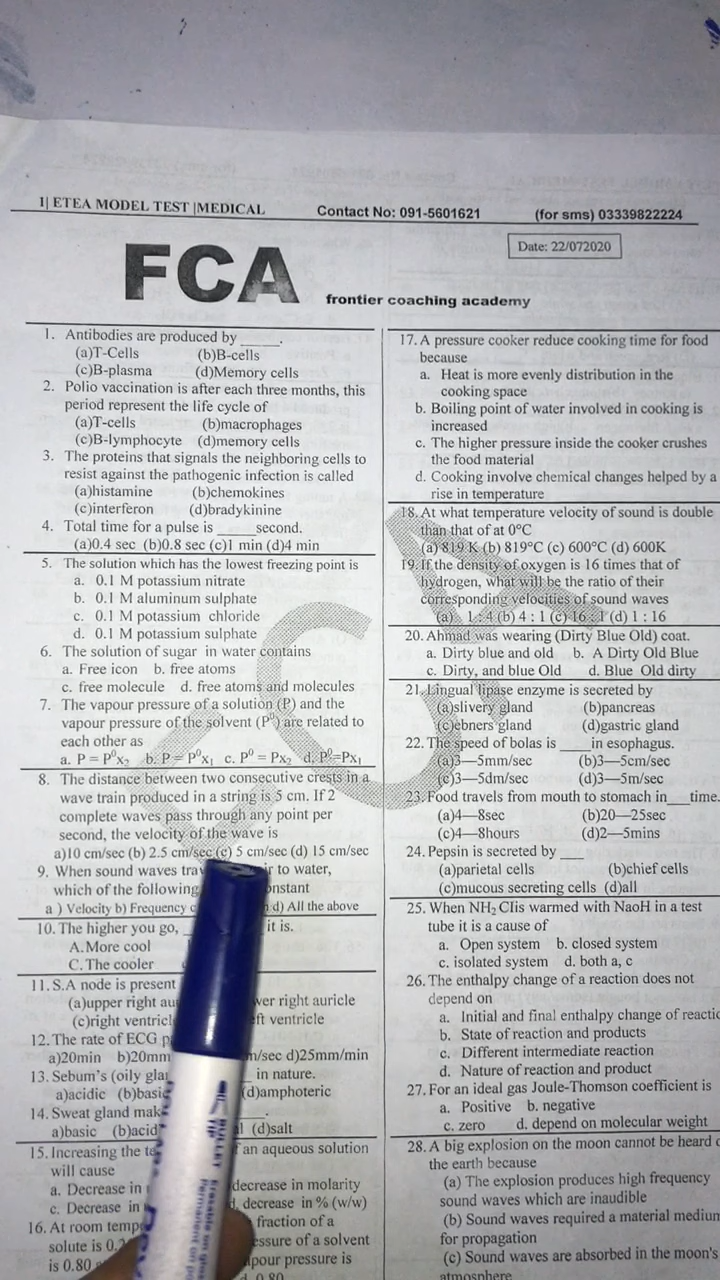 1| ETEA MODEL TEST |MEDICAL Contact No: 091-5601621 (for sms) 03339822224
Date: 22/072020
FCA
frontier coaching academy
1. Antibodies are produced by ______.
(a)T-Cells (b)B-cells
(c)B-plasma (d)Memory cells
2. Polio vaccination is after each three months, this
period represent the life cycle of
(a)T-cells (b)macrophages
(c)B-lymphocyte (d)memory cells
3. The proteins that signals the neighboring cells to
resist against the pathogenic infection is called
(a)histamine (b)chemokines
(c)interferon (d)bradykinine
4. Total time for a pulse is _____second.
(a)0.4 sec (b)0.8 sec (c)1 min (d)4 min
5. The solution which has the lowest freezing point is
a. 0.1 M potassium nitrate
b. 0.1 M aluminum sulphate
c. 0.1 M potassium chloride
d. 0.1 M potassium sulphate
6. The solution of sugar in water contains
a. Free icon b. free atoms
c. free molecule d. free atoms and molecules
7. The vapour pressure of a solution (P) and the
vapour pressure of the solvent (P⁰) are related to
each other as
a. P = P⁰x₂ b. P = P⁰x₁ c. P⁰ = Px₂ d. P⁰=Px₁
8. The distance between two consecutive crests in a
wave train produced in a string is 5 cm. If 2
complete waves pass through any point per
second, the velocity of the wave is
a)10 cm/sec (b) 2.5 cm/sec (c) 5 cm/sec (d) 15 cm/sec
9. When sound waves to water,
which of the following
a ) Velocity b) Frequency d) All the above
10. The higher you go, it is.
A. More cool
C. The cooler
11. S.A node is present
(a)upper right right auricle
(c)right ventricle
12. The rate of ECG
a)20min b)20mm d)25mm/min
13. Sebum's (oily in nature.
a)acidic (b)basic (d)amphoteric
14. Sweat gland
a)basic (b)acid (d)salt
15. Increasing the an aqueous solution
will cause
a. Decrease in decrease in molarity
c. Decrease in decrease in % (w/w)
16. At room fraction of a
solute is of a solvent
is 0.80 pressure is
0.80
17. A pressure cooker reduce cooking time for food
because
a. Heat is more evenly distribution in the
cooking space
b. Boiling point of water involved in cooking is
increased
c. The higher pressure inside the cooker crushes
the food material
d. Cooking involve chemical changes helped by a
rise in temperature
18. At what temperature velocity of sound is double
than that of at 0°C
(a) 819 K (b) 819°C (c) 600°C (d) 600K
19. If the density of oxygen is 16 times that of
hydrogen, what will be the ratio of their
corresponding velocities of sound waves
(a) 1 : 4 (b) 4 : 1 (c) 16 : 1 (d) 1 : 16
20. Ahmad was wearing (Dirty Blue Old) coat.
a. Dirty blue and old b. A Dirty Old Blue
c. Dirty, and blue Old d. Blue Old dirty
21. Lingual lipase enzyme is secreted by
(a)slivery gland (b)pancreas
(c)ebners gland (d)gastric gland
22. The speed of bolas is ____in esophagus.
(a)3—5mm/sec (b)3—5cm/sec
(c)3—5dm/sec (d)3—5m/sec
23. Food travels from mouth to stomach in___time.
(a)4—8sec (b)20—25sec
(c)4—8hours (d)2—5mins
24. Pepsin is secreted by ___
(a)parietal cells (b)chief cells
(c)mucous secreting cells (d)all
25. When NH₂ CIis warmed with NaoH in a test
tube it is a cause of
a. Open system b. closed system
c. isolated system d. both a, c
26. The enthalpy change of a reaction does not
depend on
a. Initial and final enthalpy change of
b. State of reaction and products
c. Different intermediate reaction
d. Nature of reaction and product
27. For an ideal gas Joule-Thomson coefficient is
a. Positive b. negative
c. zero d. depend on molecular weight
28. A big explosion on the moon cannot be heard
the earth because
(a) The explosion produces high frequency
sound waves which are inaudible
(b) Sound waves required a material
for propagation
(c) Sound waves are absorbed in the moon's
atmosphere
FCA
BULLET TIP
Erasable on
Permanent on